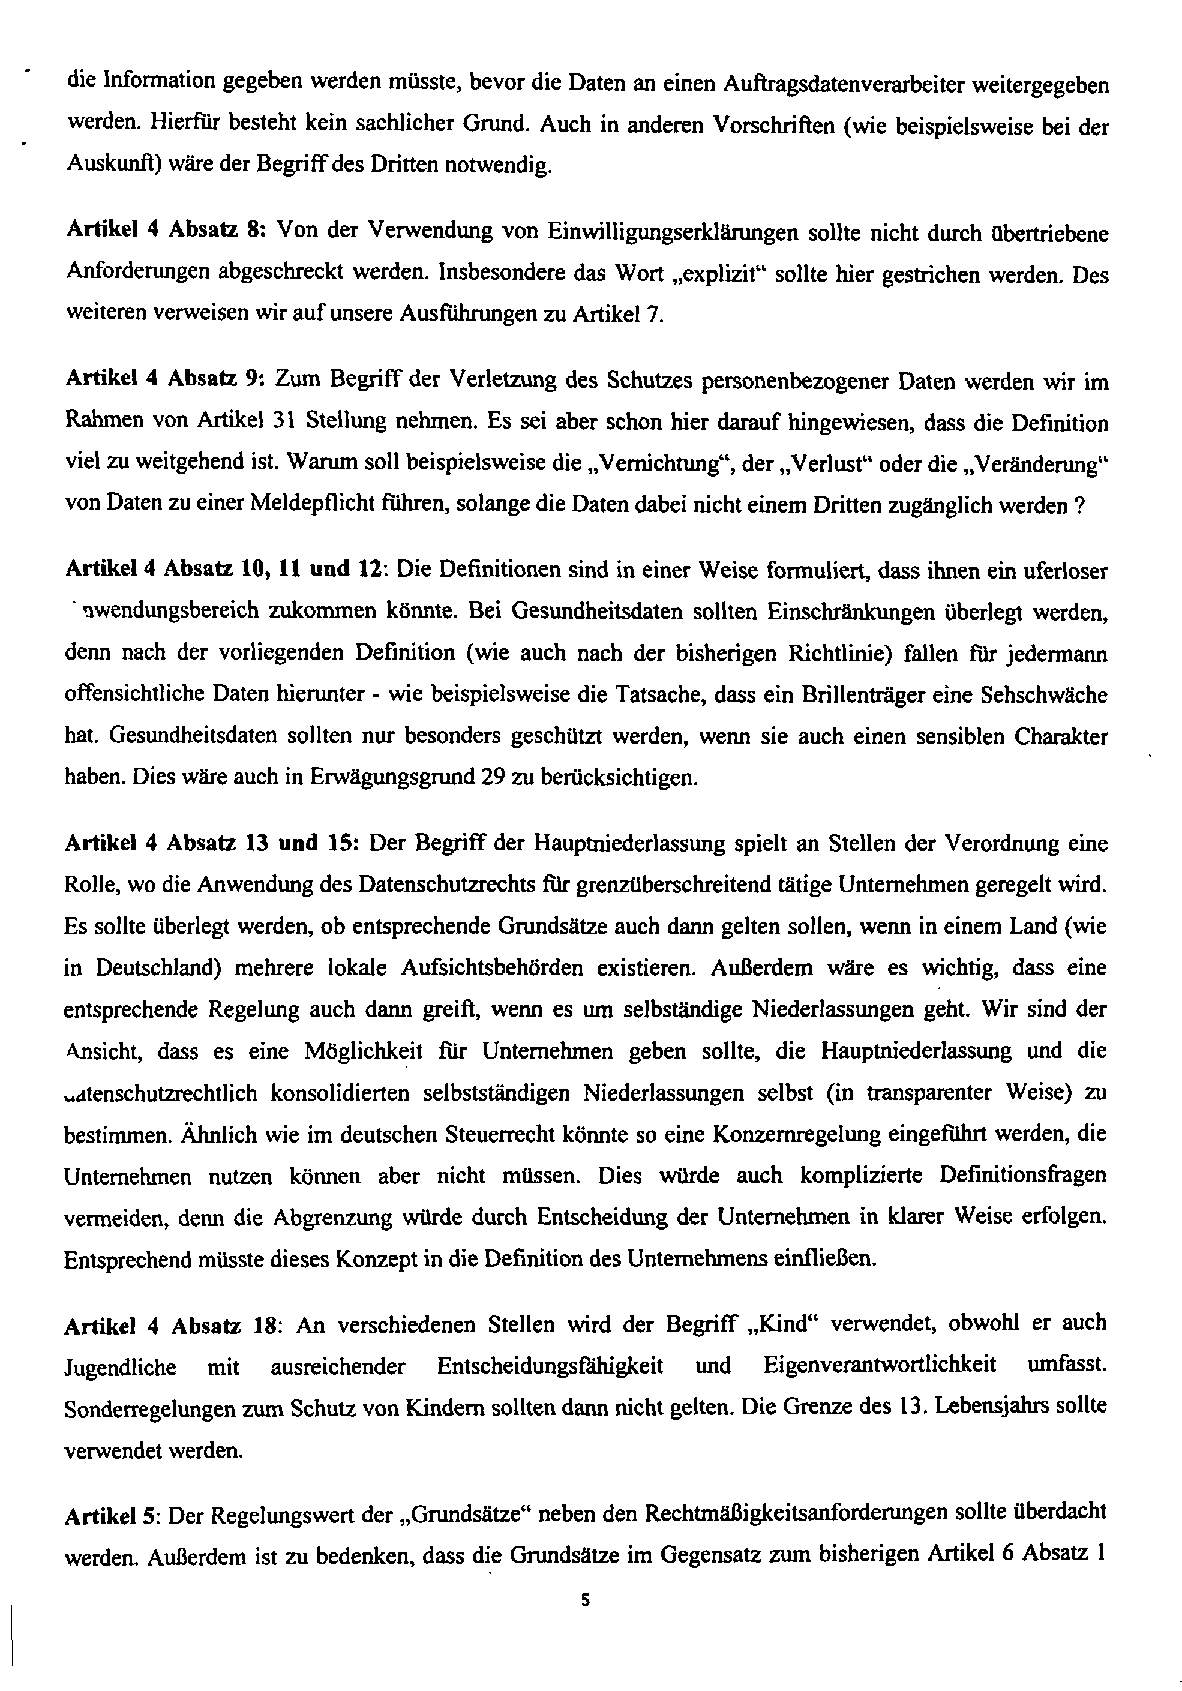 die Information gegeben werden müsste, bevor die Daten an einen Auftragsdatenverarbeiter weitergegeben
werden. Hierfür besteht kein sachlicher Grund. Auch in anderen Vorschriften (wie beispielsweise bei der
Auskunft) wäre der Begriff des Dritten notwendig.
Artikel 4 Absatz 8: Von der Verwendung von Einwilligungserklärungen sollte nicht durch übertriebene
Anforderungen abgeschreckt werden. Insbesondere das Wort „explizit“ sollte hier gestrichen werden. Des
weiteren verweisen wir auf unsere Ausführungen zu Artikel 7.
Artikel 4 Absatz 9: Zum Begriff der Verletzung des Schutzes personenbezogener Daten werden wir im
Rahmen von Artikel 31 Stellung nehmen. Es sei aber schon hier darauf hingewiesen, dass die Definition
viel zu weitgehend ist. Warum soll beispielsweise die „Vernichtung“, der „Verlust“ oder die „Veränderung“
von Daten zu einer Meldepflicht führen, solange die Daten dabei nicht einem Dritten zugänglich werden ?
Artikel 4 Absatz 10, 11 und 12: Die Definitionen sind in einer Weise formuliert, dass ihnen ein uferloser
nwendungsbereich zukommen könnte. Bei Gesundheitsdaten sollten Einschränkungen überlegt werden,
denn nach der vorliegenden Definition (wie auch nach der bisherigen Richtlinie) fallen für jedermann
offensichtliche Daten hierunter - wie beispielsweise die Tatsache, dass ein Brillenträger eine Sehschwäche
hat. Gesundheitsdaten sollten nur besonders geschützt werden, wenn sie auch einen sensiblen Charakter
haben. Dies wäre auch in Erwägungsgrund 29 zu berücksichtigen.
Artikel 4 Absatz 13 und 15: Der Begriff der Hauptniederlassung spielt an Stellen der Verordnung eine
Rolle, wo die Anwendung des Datenschutzrechts für grenzüberschreitend tätige Unternehmen geregelt wird.
Es sollte überlegt werden, ob entsprechende Grundsätze auch dann gelten sollen, wenn in einem Land (wie
in Deutschland) mehrere lokale Aufsichtsbehörden existieren. Außerdem wäre es wichtig, dass eine
entsprechende Regelung auch dann greift, wenn es um selbständige Niederlassungen geht. Wir sind der
Ansicht, dass es eine Möglichkeit für Unternehmen geben sollte, die Hauptniederlassung und die
datenschutzrechtlich konsolidierten selbstständigen Niederlassungen selbst (in transparenter Weise) zu
bestimmen. Ähnlich wie im deutschen Steuerrecht könnte so eine Konzernregelung eingeführt werden, die
Unternehmen nutzen können aber nicht müssen. Dies würde auch komplizierte Definitionsfragen
vermeiden, denn die Abgrenzung würde durch Entscheidung der Unternehmen in klarer Weise erfolgen.
Entsprechend müsste dieses Konzept in die Definition des Unternehmens einfließen.
Artikel 4 Absatz 18: An verschiedenen Stellen wird der Begriff „Kind“ verwendet, obwohl er auch
Jugendliche mit ausreichender Entscheidungsfähigkeit und Eigenverantwortlichkeit umfasst.
Sonderregelungen zum Schutz von Kindern sollten dann nicht gelten. Die Grenze des 13. Lebensjahrs sollte
verwendet werden.
Artikel 5: Der Regelungswert der „Grundsätze“ neben den Rechtmäßigkeitsanforderungen sollte überdacht
werden. Außerdem ist zu bedenken, dass die Grundsätze im Gegensatz zum bisherigen Artikel 6 Absatz 1
5